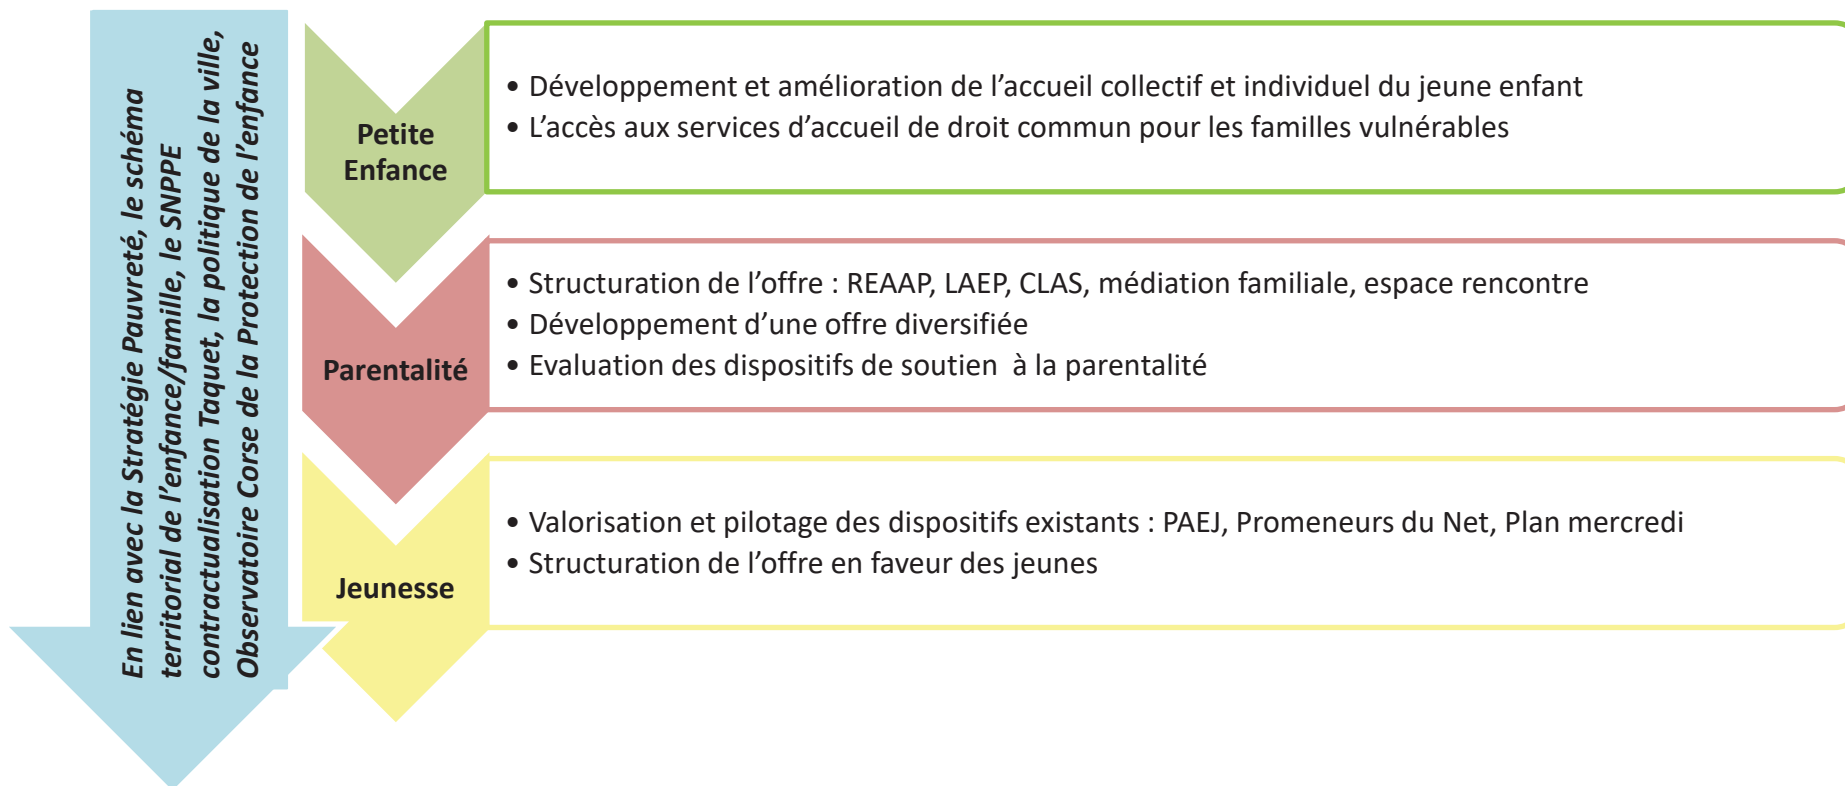 En lien avec la Stratégie Pauvreté, le schéma
territorial de l'enfance/famille, le SNPPE
contractualisation Taquet, la politique de la ville,
Observatoire Corse de la Protection de l'enfance
Petite
Enfance
• Développement et amélioration de l'accueil collectif et individuel du jeune enfant
• L'accès aux services d'accueil de droit commun pour les familles vulnérables
Parentalité
• Structuration de l'offre : REAAP, LAEP, CLAS, médiation familiale, espace rencontre
• Développement d'une offre diversifiée
• Evaluation des dispositifs de soutien  à la parentalité
Jeunesse
• Valorisation et pilotage des dispositifs existants : PAEJ, Promeneurs du Net, Plan mercredi
• Structuration de l'offre en faveur des jeunes